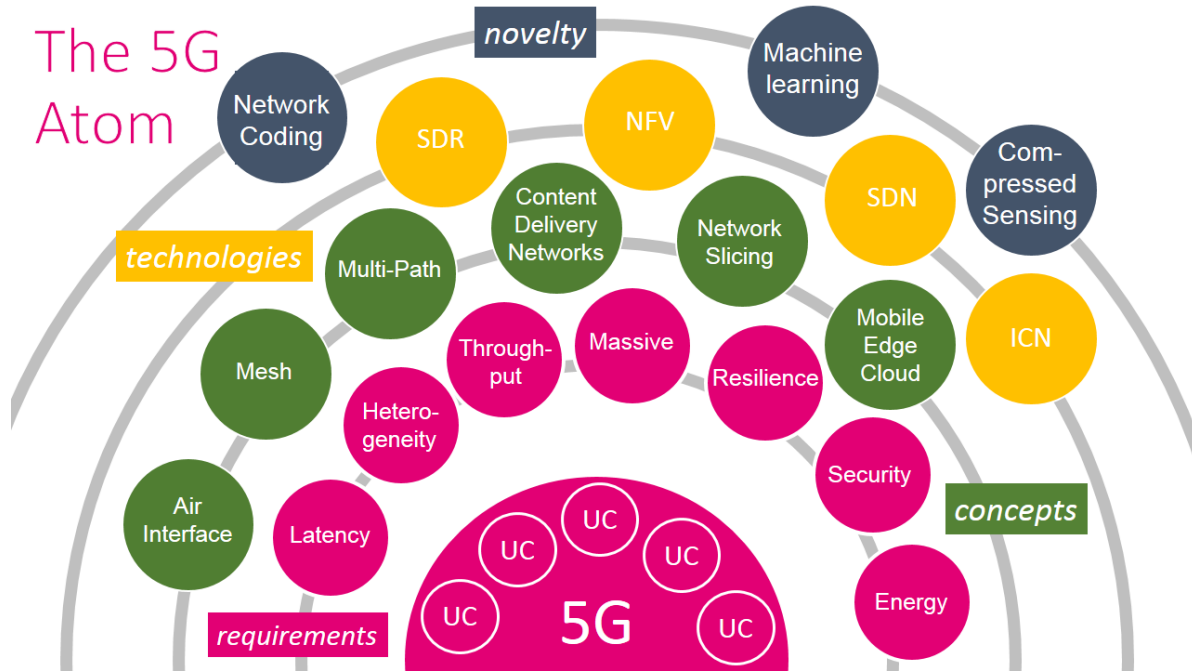 The 5G
Atom
novelty
Network
Coding
Machine
learning
Com-
pressed
Sensing
technologies
SDR
NFV
SDN
ICN
Air
Interface
Mesh
Multi-Path
Content
Delivery
Networks
Network
Slicing
Mobile
Edge
Cloud
concepts
requirements
Latency
Hetero-
geneity
Through-
put
Massive
Resilience
Security
Energy
UC
UC
UC
UC
UC
5G